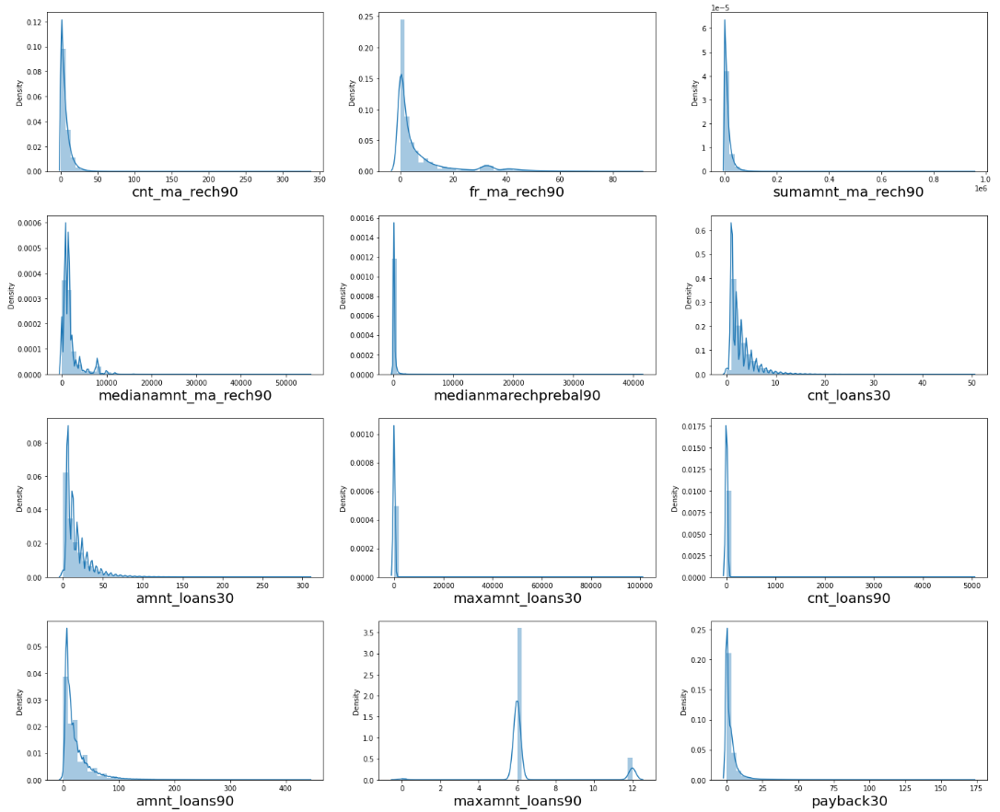 0.12
0.10
0.08
0.06
0.04
0.02
0.00
Density
0 50 100 150 200 250 300 350
cnt_ma_rech90
0.25
0.20
0.15
0.10
0.05
0.00
Density
0 20 40 60 80
fr_ma_rech90
1e−5
6
5
4
3
2
1
0
Density
0.0 0.2 0.4 0.6 0.8 1.0
1e6
sumamnt_ma_rech90
0.0006
0.0005
0.0004
0.0003
0.0002
0.0001
0.0000
Density
0 10000 20000 30000 40000 50000
medianamnt_ma_rech90
0.0016
0.0014
0.0012
0.0010
0.0008
0.0006
0.0004
0.0002
0.0000
Density
0 10000 20000 30000 40000
medianmarechprebal90
0.6
0.5
0.4
0.3
0.2
0.1
0.0
Density
0 10 20 30 40 50
cnt_loans30
0.08
0.06
0.04
0.02
0.00
Density
0 50 100 150 200 250 300
amnt_loans30
0.0010
0.0008
0.0006
0.0004
0.0002
0.0000
Density
0 20000 40000 60000 80000 100000
maxamnt_loans30
0.0175
0.0150
0.0125
0.0100
0.0075
0.0050
0.0025
0.0000
Density
0 1000 2000 3000 4000 5000
cnt_loans90
0.05
0.04
0.03
0.02
0.01
0.00
Density
0 100 200 300 400
amnt_loans90
3.5
3.0
2.5
2.0
1.5
1.0
0.5
0.0
Density
0 2 4 6 8 10 12
maxamnt_loans90
0.25
0.20
0.15
0.10
0.05
0.00
Density
0 25 50 75 100 125 150 175
payback30